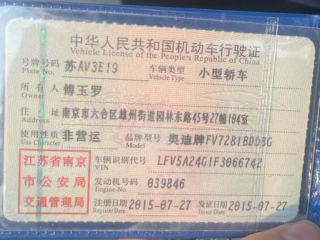 中华人民共和国机动车行驶证
Vehicle License of the People's Republic of China
号牌号码 苏AV3E19 车辆类型 小型轿车
Plate No. Vehicle Type
所有人 傅玉罗
Owner
住址 南京市六合区雄州街道园林东路45号27幢104室
Address
使用性质 非营运 品牌型号 奥迪牌FV7281BDDBG
Use Character Model
江苏省南京市公安局交通管理局
车辆识别代号 LFV5A24G1F3066742
VIN
发动机号码 039846
Engine No.
注册日期 2015-07-27 发证日期 2015-07-27
Register Date Issue Date